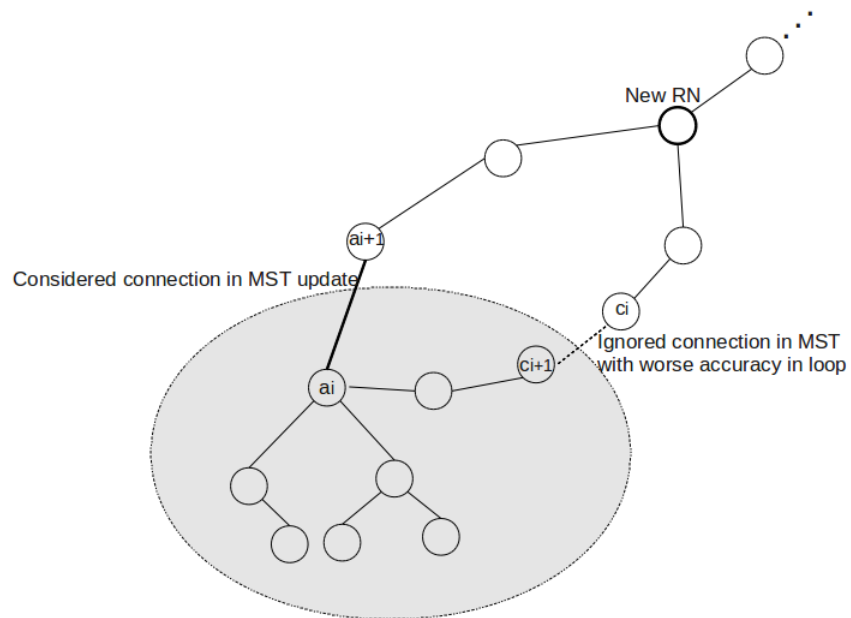 New RN
ai+1
Considered connection in MST update
ci
Ignored connection in MST
with worse accuracy in loop
ci+1
ai